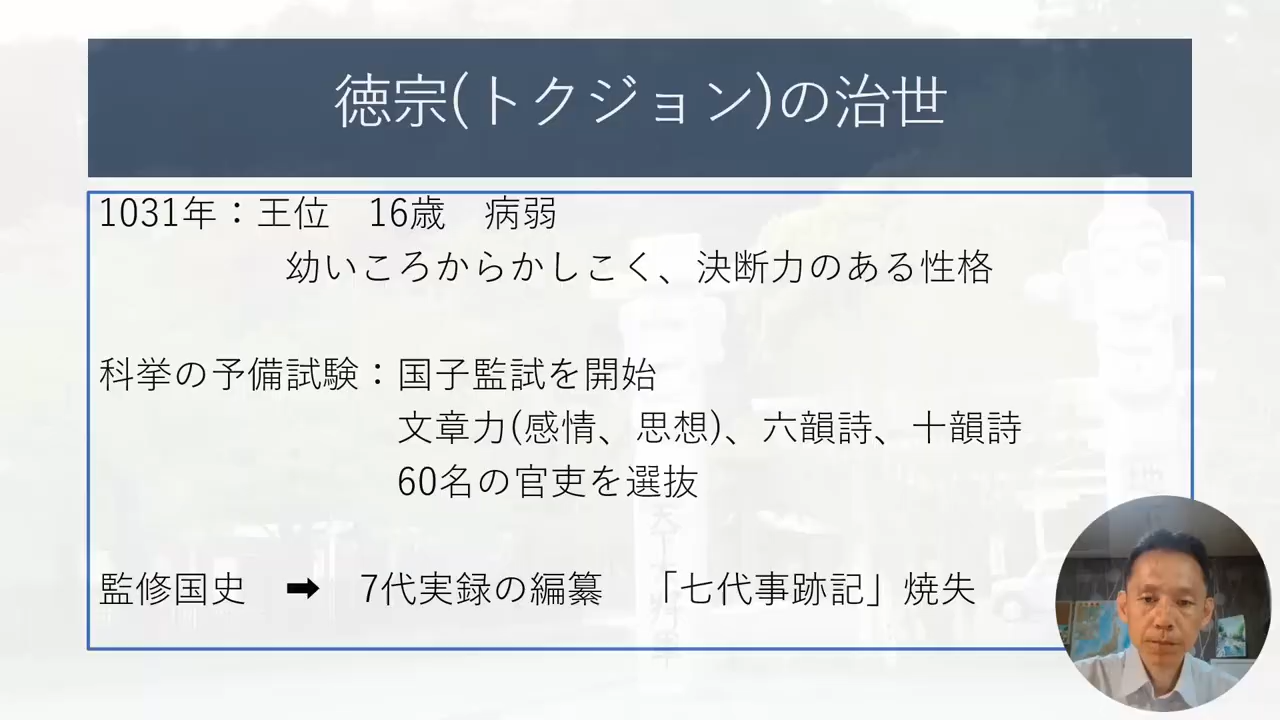 徳宗(トクジョン)の治世
1031年：王位　16歳　病弱
幼いころからかしこく、決断力のある性格
科挙の予備試験：国子監試を開始
文章力(感情、思想)、六韻詩、十韻詩
60名の官吏を選抜
監修国史　➡　7代実録の編纂　「七代事跡記」焼失